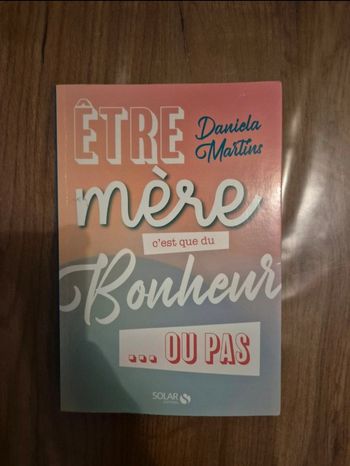 ÊTRE
Daniela
Martins
mère
c'est que du
Bonheur
... OU PAS
SOLAR